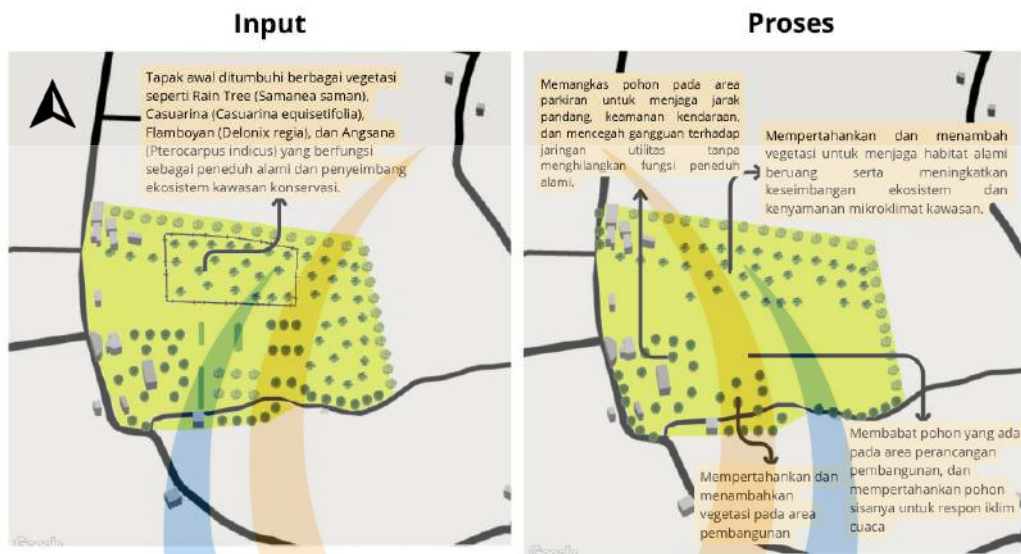 Input
Tapak awal ditumbuhi berbagai vegetasi
seperti Rain Tree (Samanea saman),
Casuarina (Casuarina equisetifolia),
Flamboyan (Delonix regia), dan Angsana
(Pterocarpus indicus) yang berfungsi
sebagai peneduh alami dan penyeimbang
ekosistem kawasan konservasi.
Google
Proses
Memangkas pohon pada area
parkiran untuk menjaga jarak
pandang, keamanan kendaraan,
dan mencegah gangguan terhadap
jaringan utilitas tanpa
menghilangkan fungsi peneduh
alami.
Mempertahankan dan menambah
vegetasi untuk menjaga habitat alami
beruang serta meningkatkan
keseimbangan ekosistem dan
kenyamanan mikroklimat kawasan.
Mempertahankan dan
menambahkan
vegetasi pada area
pembangunan
Membabat pohon yang ada
pada area perancangan
pembangunan, dan
mempertahankan pohon
sisanya untuk respon iklim
cuaca
Google